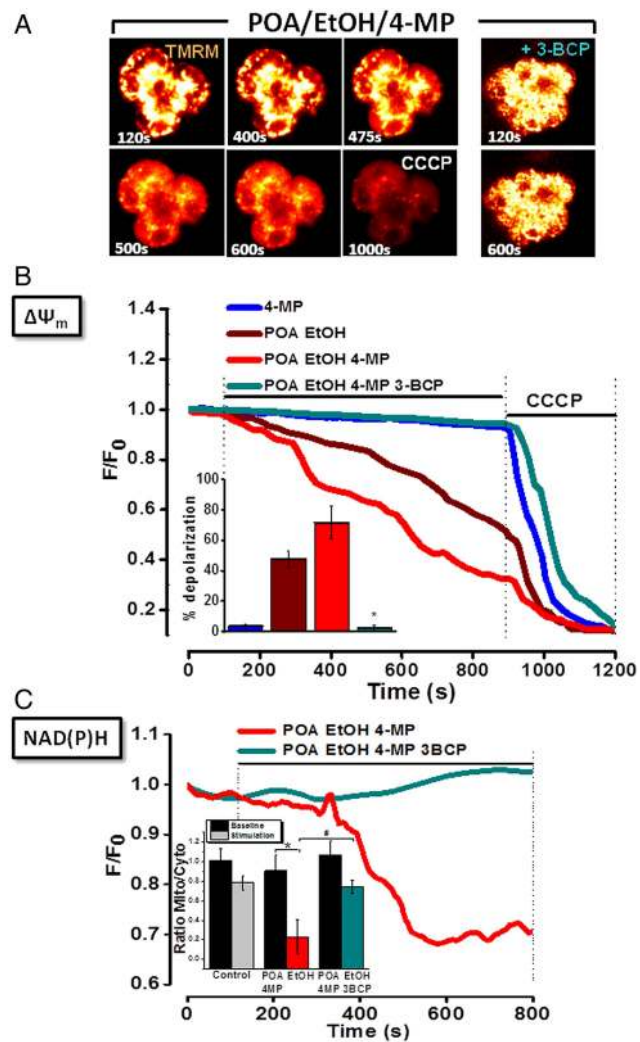 A
POA/EtOH/4-MP
TMRM
+ 3-BCP
120s
400s
475s
120s
CCCP
500s
600s
1000s
600s
B
ΔΨm
1.4
1.2
1.0
0.8
0.6
0.4
0.2
F/F0
4-MP
POA EtOH
POA EtOH 4-MP
POA EtOH 4-MP 3-BCP
CCCP
% depolarization
100
80
60
40
20
0
*
0 200 400 600 800 1000 1200
Time (s)
C
NAD(P)H
1.1
1.0
0.9
0.8
0.7
0.6
F/F0
POA EtOH 4-MP
POA EtOH 4-MP 3BCP
Baseline
Stimulation
* #
Ratio Mito/Cyto
1.2
1.0
0.8
0.6
0.4
0.2
0.0
Control
POA EtOH
4MP
POA EtOH
4MP 3BCP
0 200 400 600 800
Time (s)